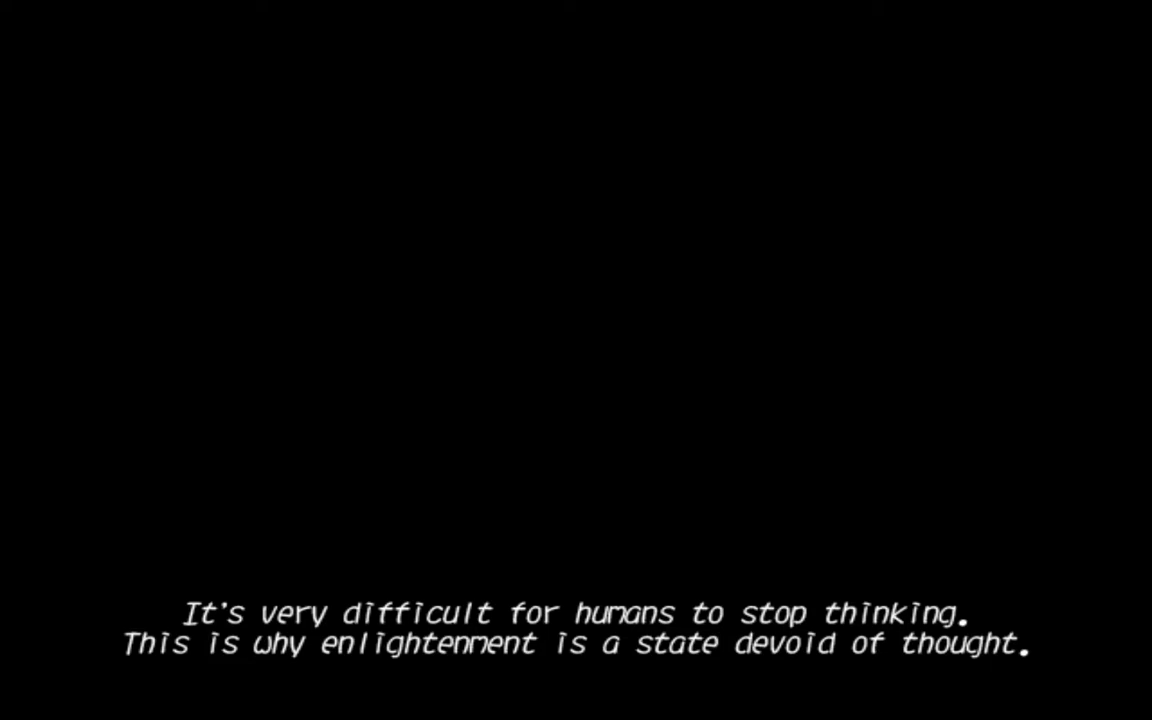 It's very difficult for humans to stop thinking.
This is why enlightenment is a state devoid of thought.